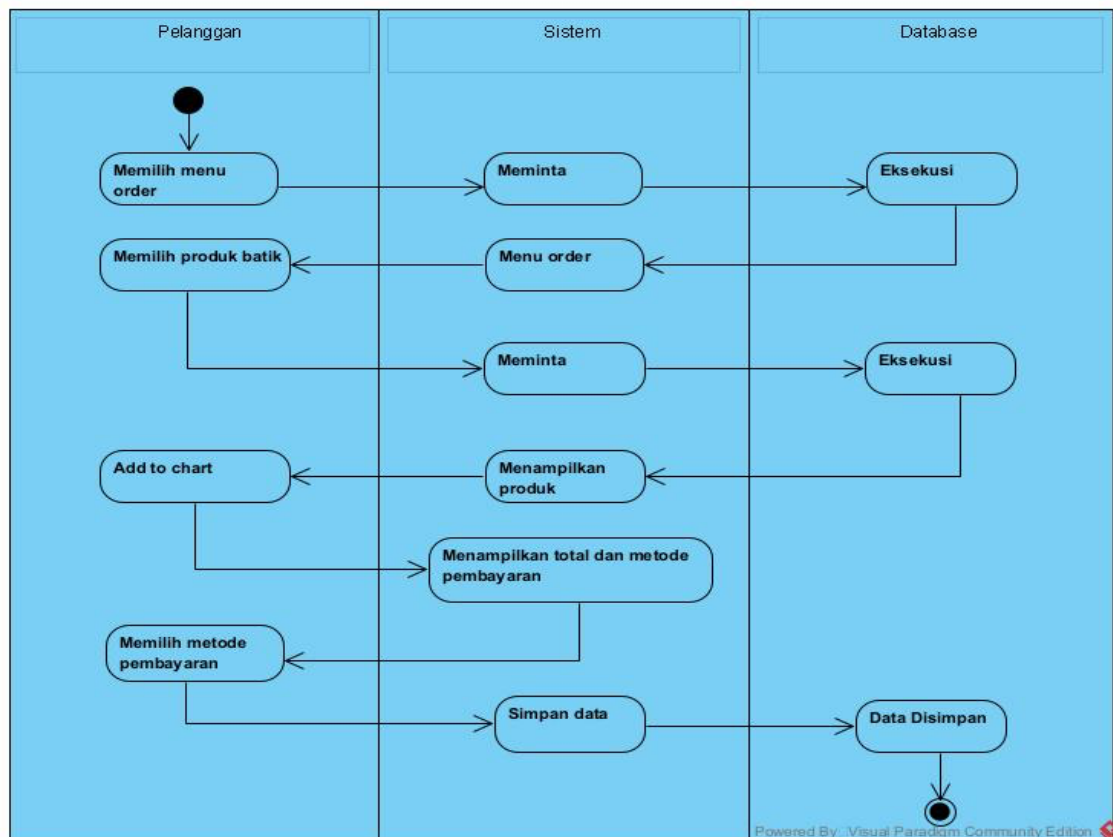 Pelanggan
Sistem
Database
Memilih menu
order
Meminta
Eksekusi
Memilih produk batik
Menu order
Meminta
Eksekusi
Add to chart
Menampilkan
produk
Menampilkan total dan metode
pembayaran
Memilih metode
pembayaran
Simpan data
Data Disimpan
Powered By Visual Paradigm Community Edition